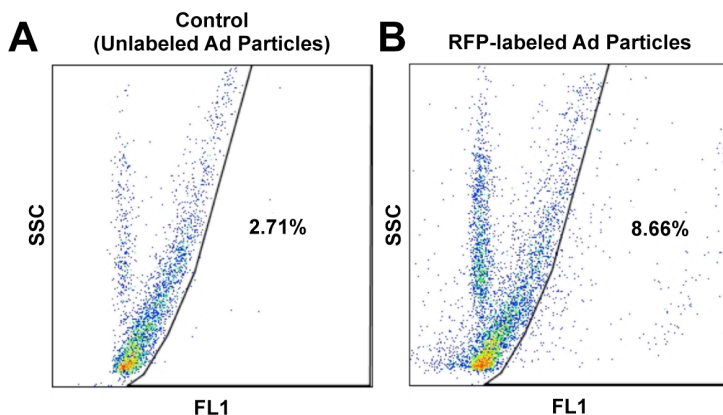 A
Control
(Unlabeled Ad Particles)
SSC
2.71%
FL1
B
RFP-labeled Ad Particles
SSC
8.66%
FL1